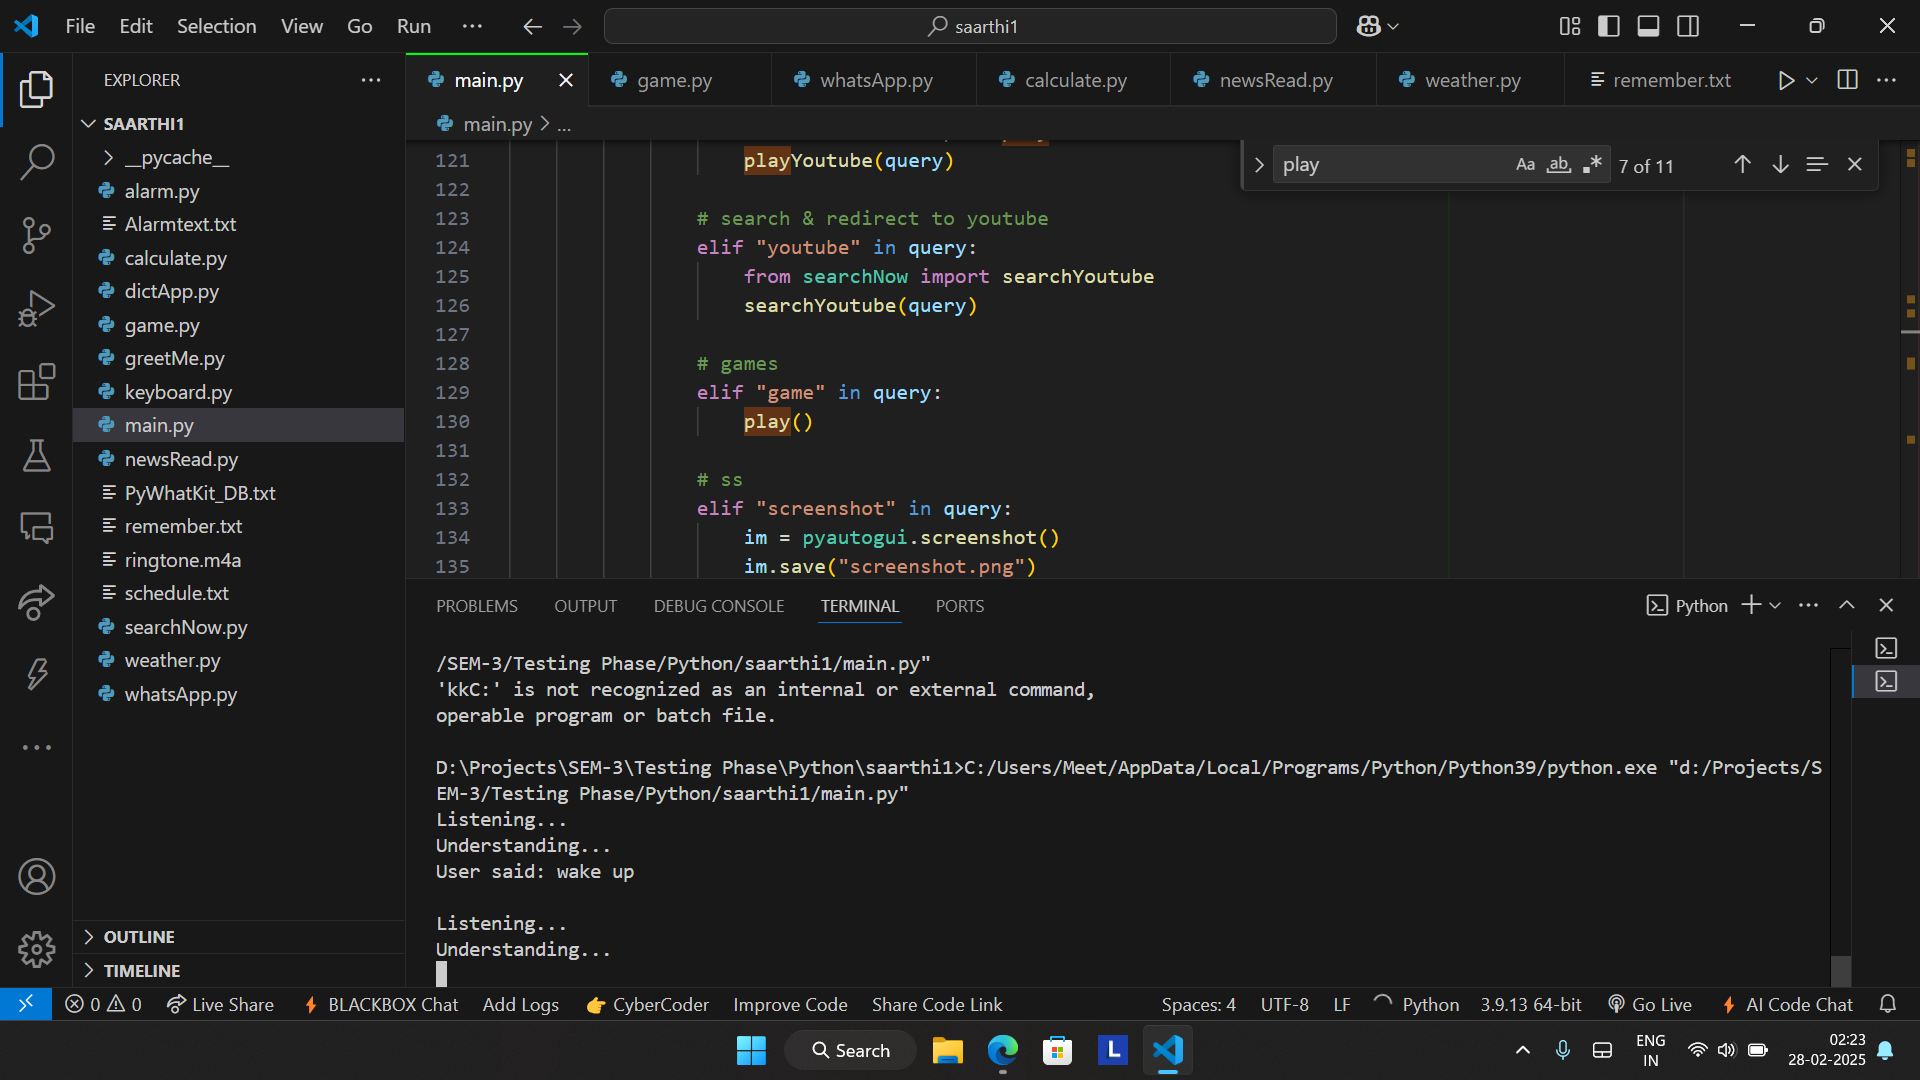 File Edit Selection View Go Run ... saarthi1
EXPLORER ...
main.py game.py whatsApp.py calculate.py newsRead.py weather.py remember.txt
SAARTHI1
__pycache__
alarm.py
Alarmtext.txt
calculate.py
dictApp.py
game.py
greetMe.py
keyboard.py
main.py
newsRead.py
PyWhatKit_DB.txt
remember.txt
ringtone.m4a
schedule.txt
searchNow.py
weather.py
whatsApp.py
OUTLINE
TIMELINE
main.py > ...
play Aa ab 7 of 11
121 playYoutube(query)
122
123 # search & redirect to youtube
124 elif "youtube" in query:
125 from searchNow import searchYoutube
126 searchYoutube(query)
127
128 # games
129 elif "game" in query:
130 play()
131
132 # ss
133 elif "screenshot" in query:
134 im = pyautogui.screenshot()
135 im.save("screenshot.png")
PROBLEMS OUTPUT DEBUG CONSOLE TERMINAL PORTS Python
/SEM-3/Testing Phase/Python/saarthi1/main.py"
'kkC:' is not recognized as an internal or external command,
operable program or batch file.
D:\Projects\SEM-3\Testing Phase\Python\saarthi1>C:/Users/Meet/AppData/Local/Programs/Python/Python39/python.exe "d:/Projects/S
EM-3/Testing Phase/Python/saarthi1/main.py"
Listening...
Understanding...
User said: wake up
Listening...
Understanding...
0 0 Live Share BLACKBOX Chat Add Logs CyberCoder Improve Code Share Code Link Spaces: 4 UTF-8 LF Python 3.9.13 64-bit Go Live AI Code Chat
Search L ENG
IN 02:23
28-02-2025